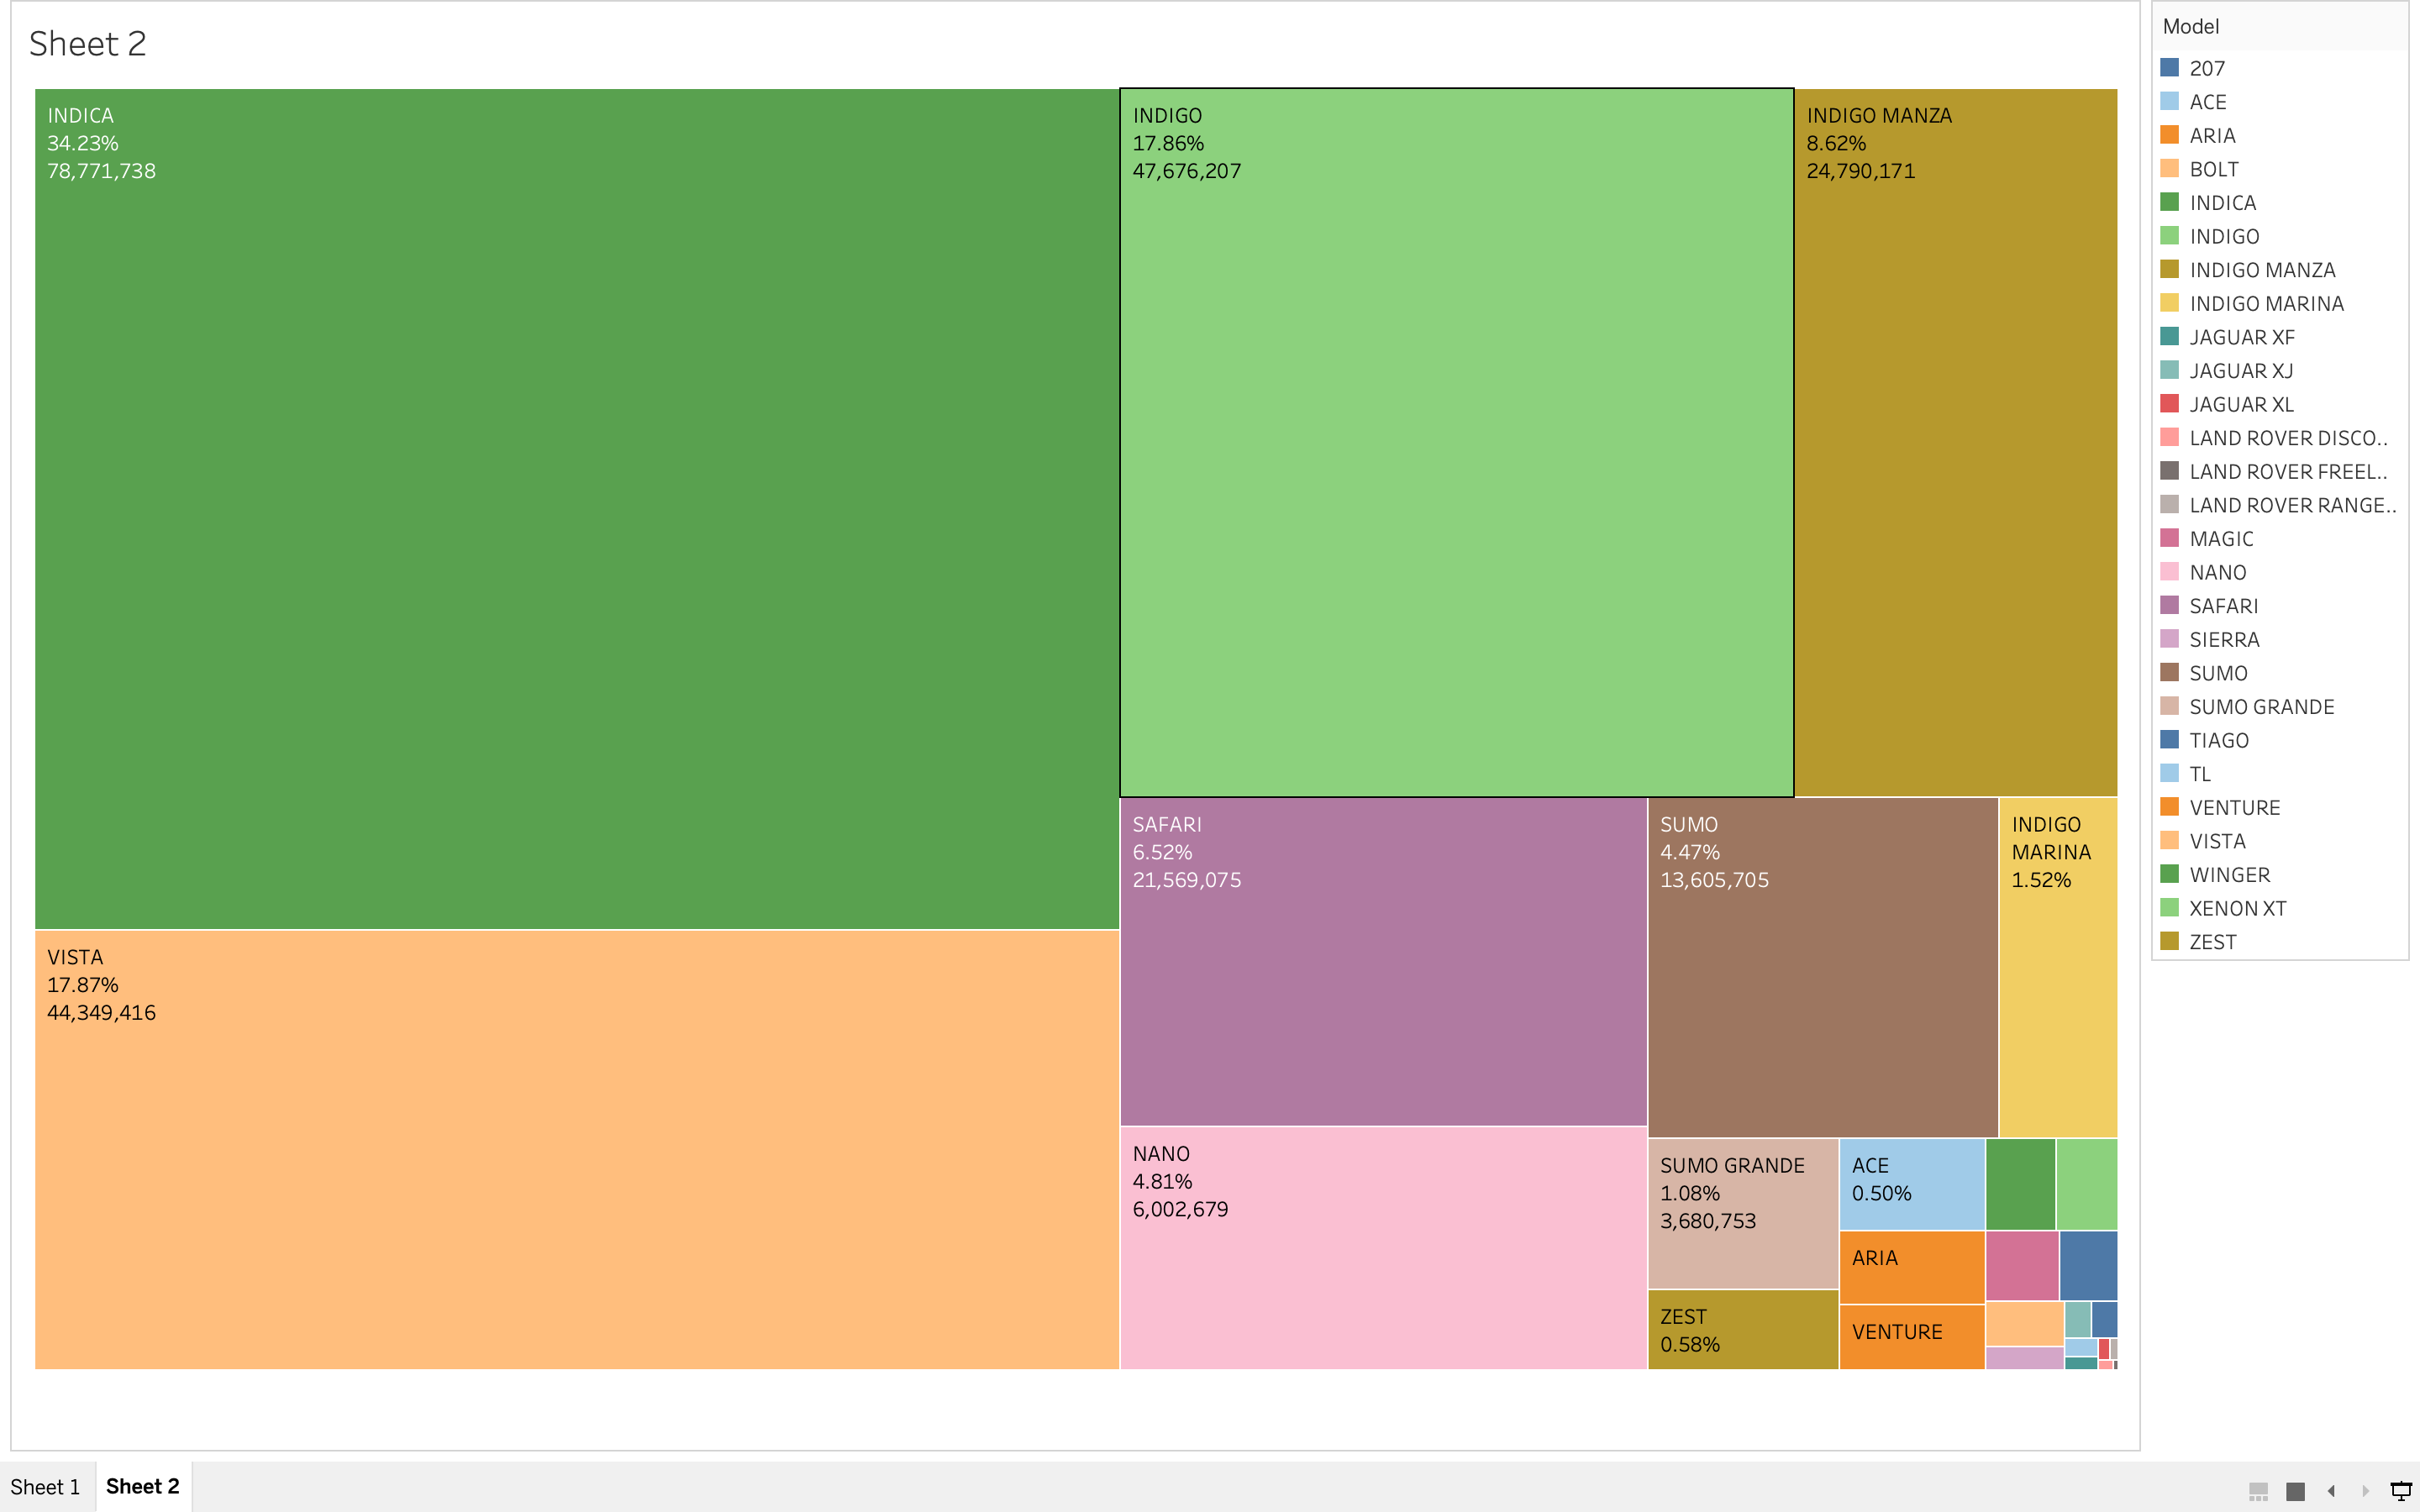 Sheet 2
INDICA
34.23%
78,771,738
INDIGO
17.86%
47,676,207
INDIGO MANZA
8.62%
24,790,171
VISTA
17.87%
44,349,416
SAFARI
6.52%
21,569,075
SUMO
4.47%
13,605,705
INDIGO
MARINA
1.52%
NANO
4.81%
6,002,679
SUMO GRANDE
1.08%
3,680,753
ACE
0.50%
ARIA
ZEST
0.58%
VENTURE
Model
207
ACE
ARIA
BOLT
INDICA
INDIGO
INDIGO MANZA
INDIGO MARINA
JAGUAR XF
JAGUAR XJ
JAGUAR XL
LAND ROVER DISCO..
LAND ROVER FREEL..
LAND ROVER RANGE..
MAGIC
NANO
SAFARI
SIERRA
SUMO
SUMO GRANDE
TIAGO
TL
VENTURE
VISTA
WINGER
XENON XT
ZEST
Sheet 1
Sheet 2